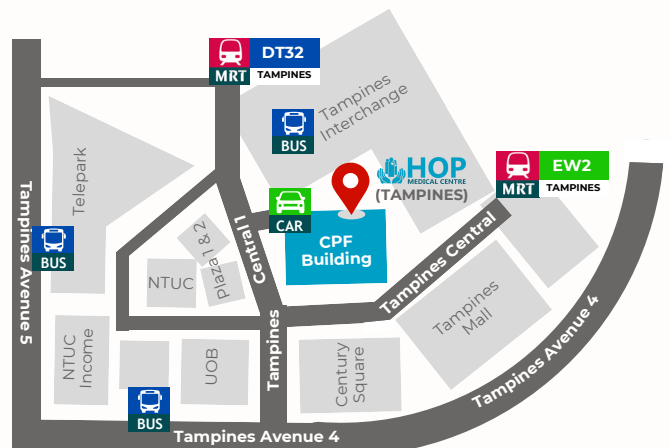 DT32
MRT
TAMPINES
Tampines
Interchange
BUS
HOP
MEDICAL CENTRE
(TAMPINES)
EW2
MRT
TAMPINES
Telepark
Tampines Avenue 5
BUS
CAR
CPF
Building
Plaza 1 & 2
NTUC
Tampines Central 1
Tampines Central
Tampines
Mall
NTUC
Income
UOB
Century
Square
BUS
Tampines Avenue 4
Tampines Avenue 4